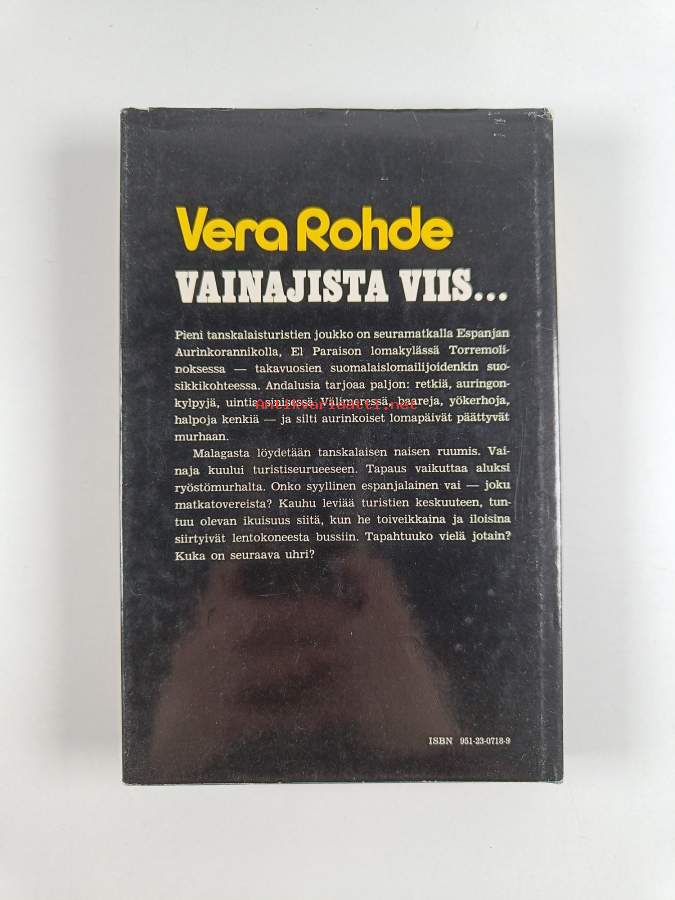 Vera Rohde
VAINAJISTA VIIS...
Pieni tanskalaisturistien joukko on seuramatkalla Espanjan
Aurinkorannikolla, El Paraison lomakylässä Torremoli-
noksessa — takavuosien suomalaislomailijoidenkin suo-
sikkikohteessa. Andalusia tarjoaa paljon: retkiä, auringon-
kylpyjä, uintia sinisessä Välimeressä, baareja, yökerhoja,
Antikvariaatti.net
halpoja kenkiä — ja silti aurinkoiset lomapäivät päättyvät
murhaan.
Malagasta löydetään tanskalaisen naisen ruumis. Vai-
naja kuului turistiseurueeseen. Tapaus vaikuttaa aluksi
ryöstömurhalta. Onko syyllinen espanjalainen vai — joku
matkatovereista? Kauhu leviää turistien keskuuteen, tun-
tuu olevan ikuisuus siitä, kun he toiveikkaina ja iloisina
siirtyivät lentokoneesta bussiin. Tapahtuuko vielä jotain?
Kuka on seuraava uhri?
ISBN 951-23-0718-9